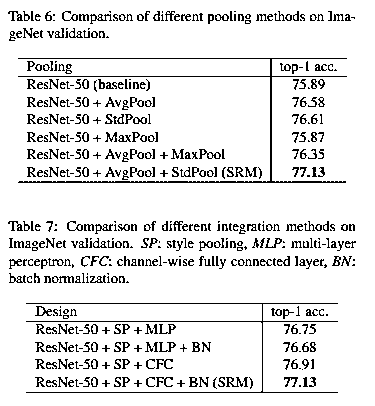 Table 6: Comparison of different pooling methods on Ima-
geNet validation.
Pooling top-1 acc.
ResNet-50 (baseline) 75.89
ResNet-50 + AvgPool 76.58
ResNet-50 + StdPool 76.61
ResNet-50 + MaxPool 75.87
ResNet-50 + AvgPool + MaxPool 76.35
ResNet-50 + AvgPool + StdPool (SRM) 77.13
Table 7: Comparison of different integration methods on
ImageNet validation. SP: style pooling, MLP: multi-layer
perceptron, CFC: channel-wise fully connected layer, BN:
batch normalization.
Design top-1 acc.
ResNet-50 + SP + MLP 76.75
ResNet-50 + SP + MLP + BN 76.68
ResNet-50 + SP + CFC 76.91
ResNet-50 + SP + CFC + BN (SRM) 77.13